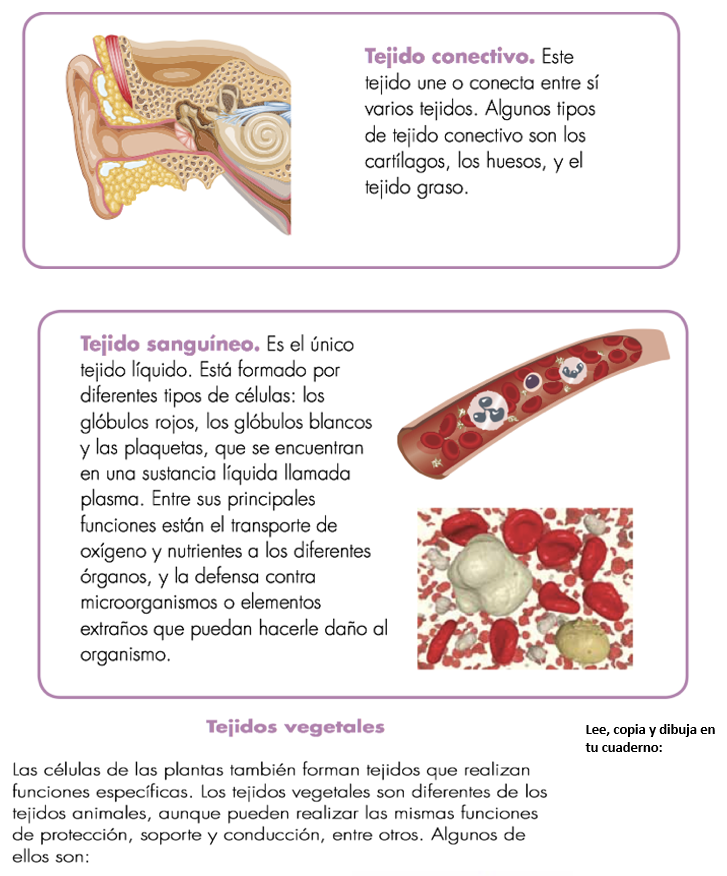 Tejido conectivo. Este
tejido une o conecta entre sí
varios tejidos. Algunos tipos
de tejido conectivo son los
cartílagos, los huesos, y el
tejido graso.
Tejido sanguíneo. Es el único
tejido líquido. Está formado por
diferentes tipos de células: los
glóbulos rojos, los glóbulos blancos
y las plaquetas, que se encuentran
en una sustancia líquida llamada
plasma. Entre sus principales
funciones están el transporte de
oxígeno y nutrientes a los diferentes
órganos, y la defensa contra
microorganismos o elementos
extraños que puedan hacerle daño al
organismo.
Tejidos vegetales
Lee, copia y dibuja en
tu cuaderno:
Las células de las plantas también forman tejidos que realizan
funciones específicas. Los tejidos vegetales son diferentes de los
tejidos animales, aunque pueden realizar las mismas funciones
de protección, soporte y conducción, entre otros. Algunos de
ellos son: